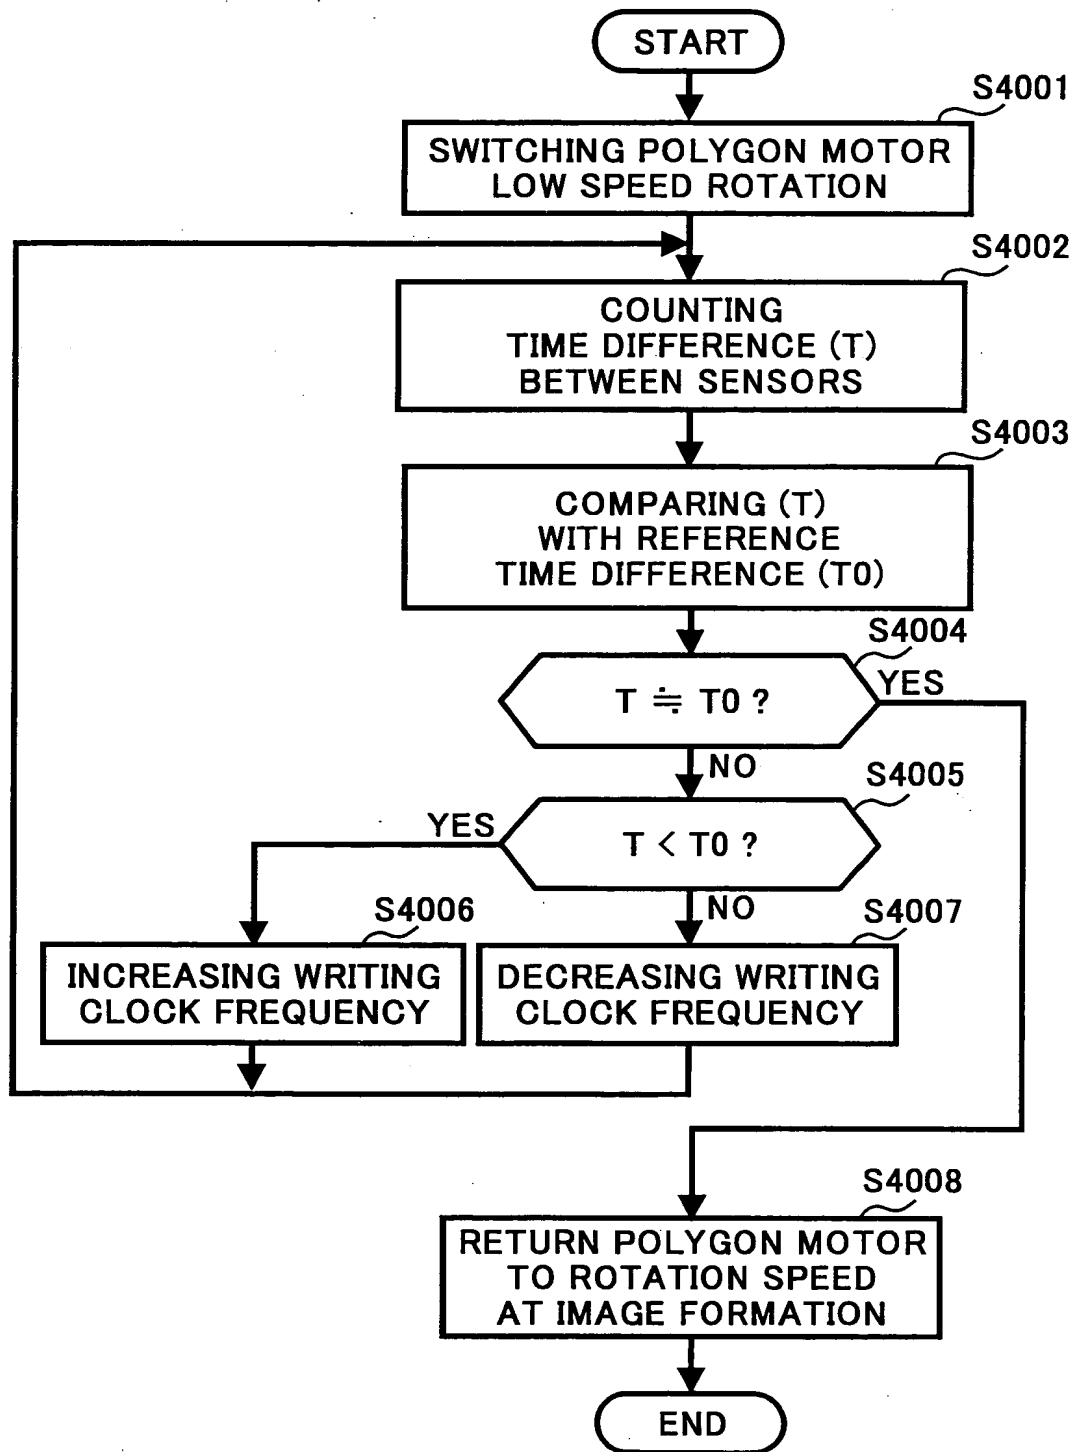 START
S4001
SWITCHING POLYGON MOTOR
LOW SPEED ROTATION
S4002
COUNTING
TIME DIFFERENCE (T)
BETWEEN SENSORS
S4003
COMPARING (T)
WITH REFERENCE
TIME DIFFERENCE (T0)
S4004
T ≒ T0 ?
YES
NO
S4005
YES
T < T0 ?
NO
S4006
S4007
INCREASING WRITING
CLOCK FREQUENCY
DECREASING WRITING
CLOCK FREQUENCY
S4008
RETURN POLYGON MOTOR
TO ROTATION SPEED
AT IMAGE FORMATION
END